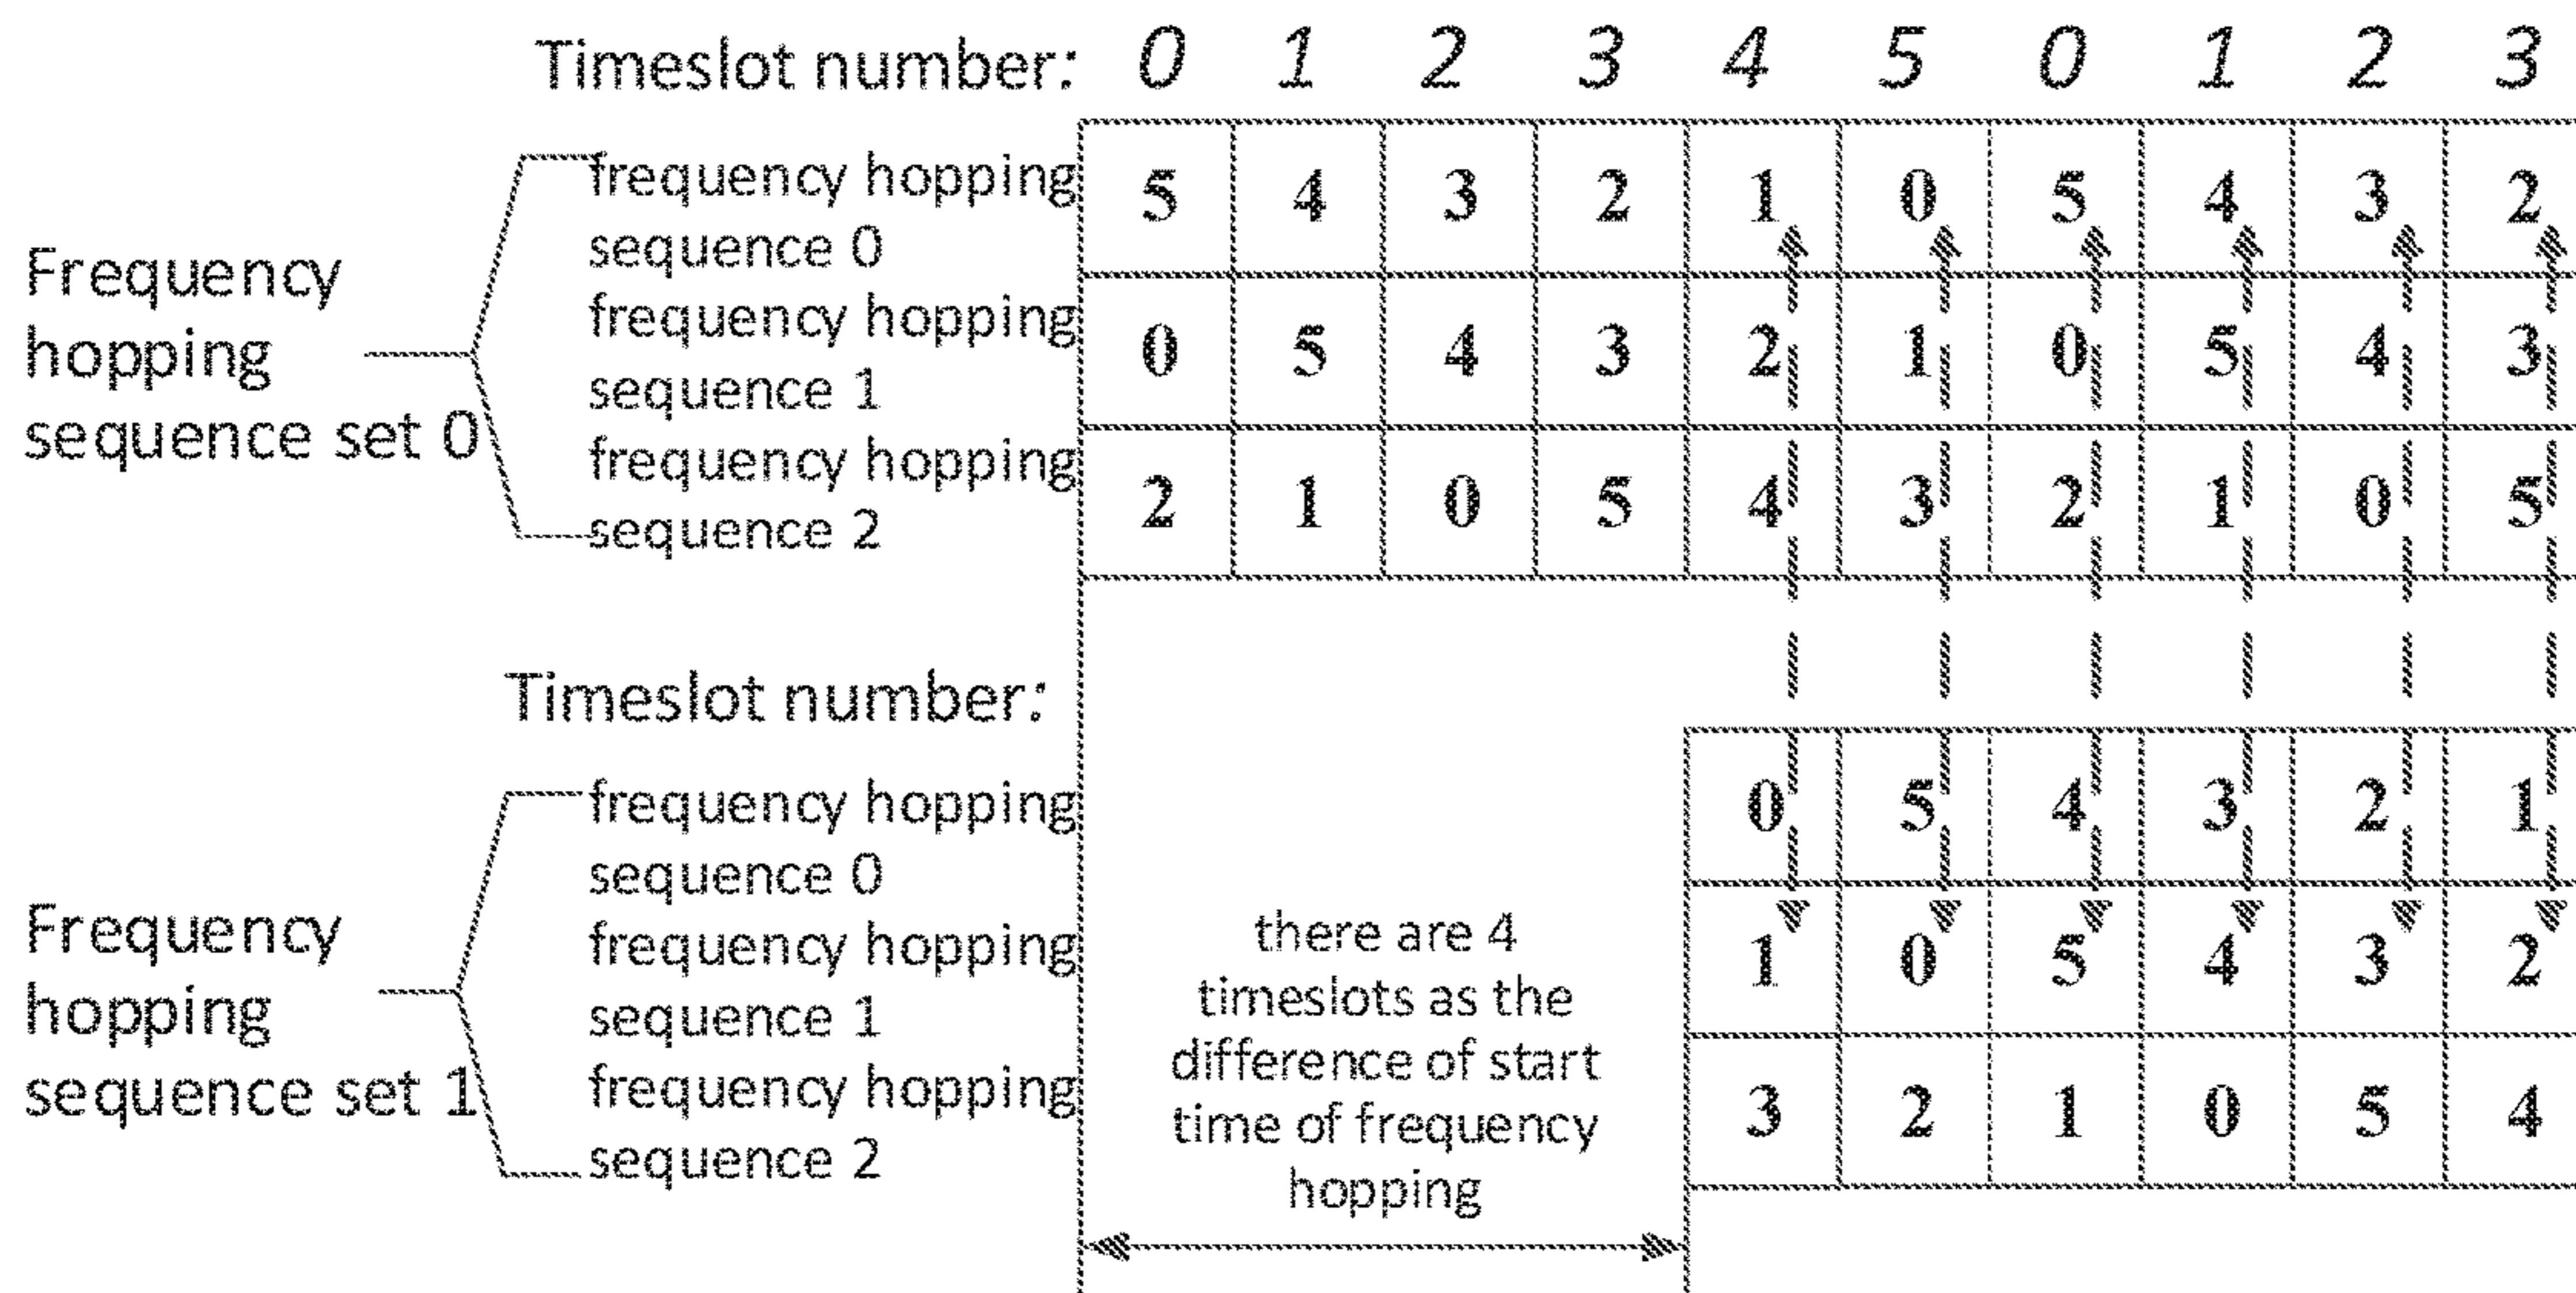 Timeslot number: 0 1 2 3 4 5 0 1 2 3
Frequency
hopping
sequence set 0
frequency hopping
sequence 0
frequency hopping
sequence 1
frequency hopping
sequence 2
5 4 3 2 1 0 5 4 3 2
0 5 4 3 2 1 0 5 4 3
2 1 0 5 4 3 2 1 0 5
Timeslot number:
Frequency
hopping
sequence set 1
frequency hopping
sequence 0
frequency hopping
sequence 1
frequency hopping
sequence 2
there are 4
timeslots as the
difference of start
time of frequency
hopping
0 5 4 3 2 1
1 0 5 4 3 2
3 2 1 0 5 4